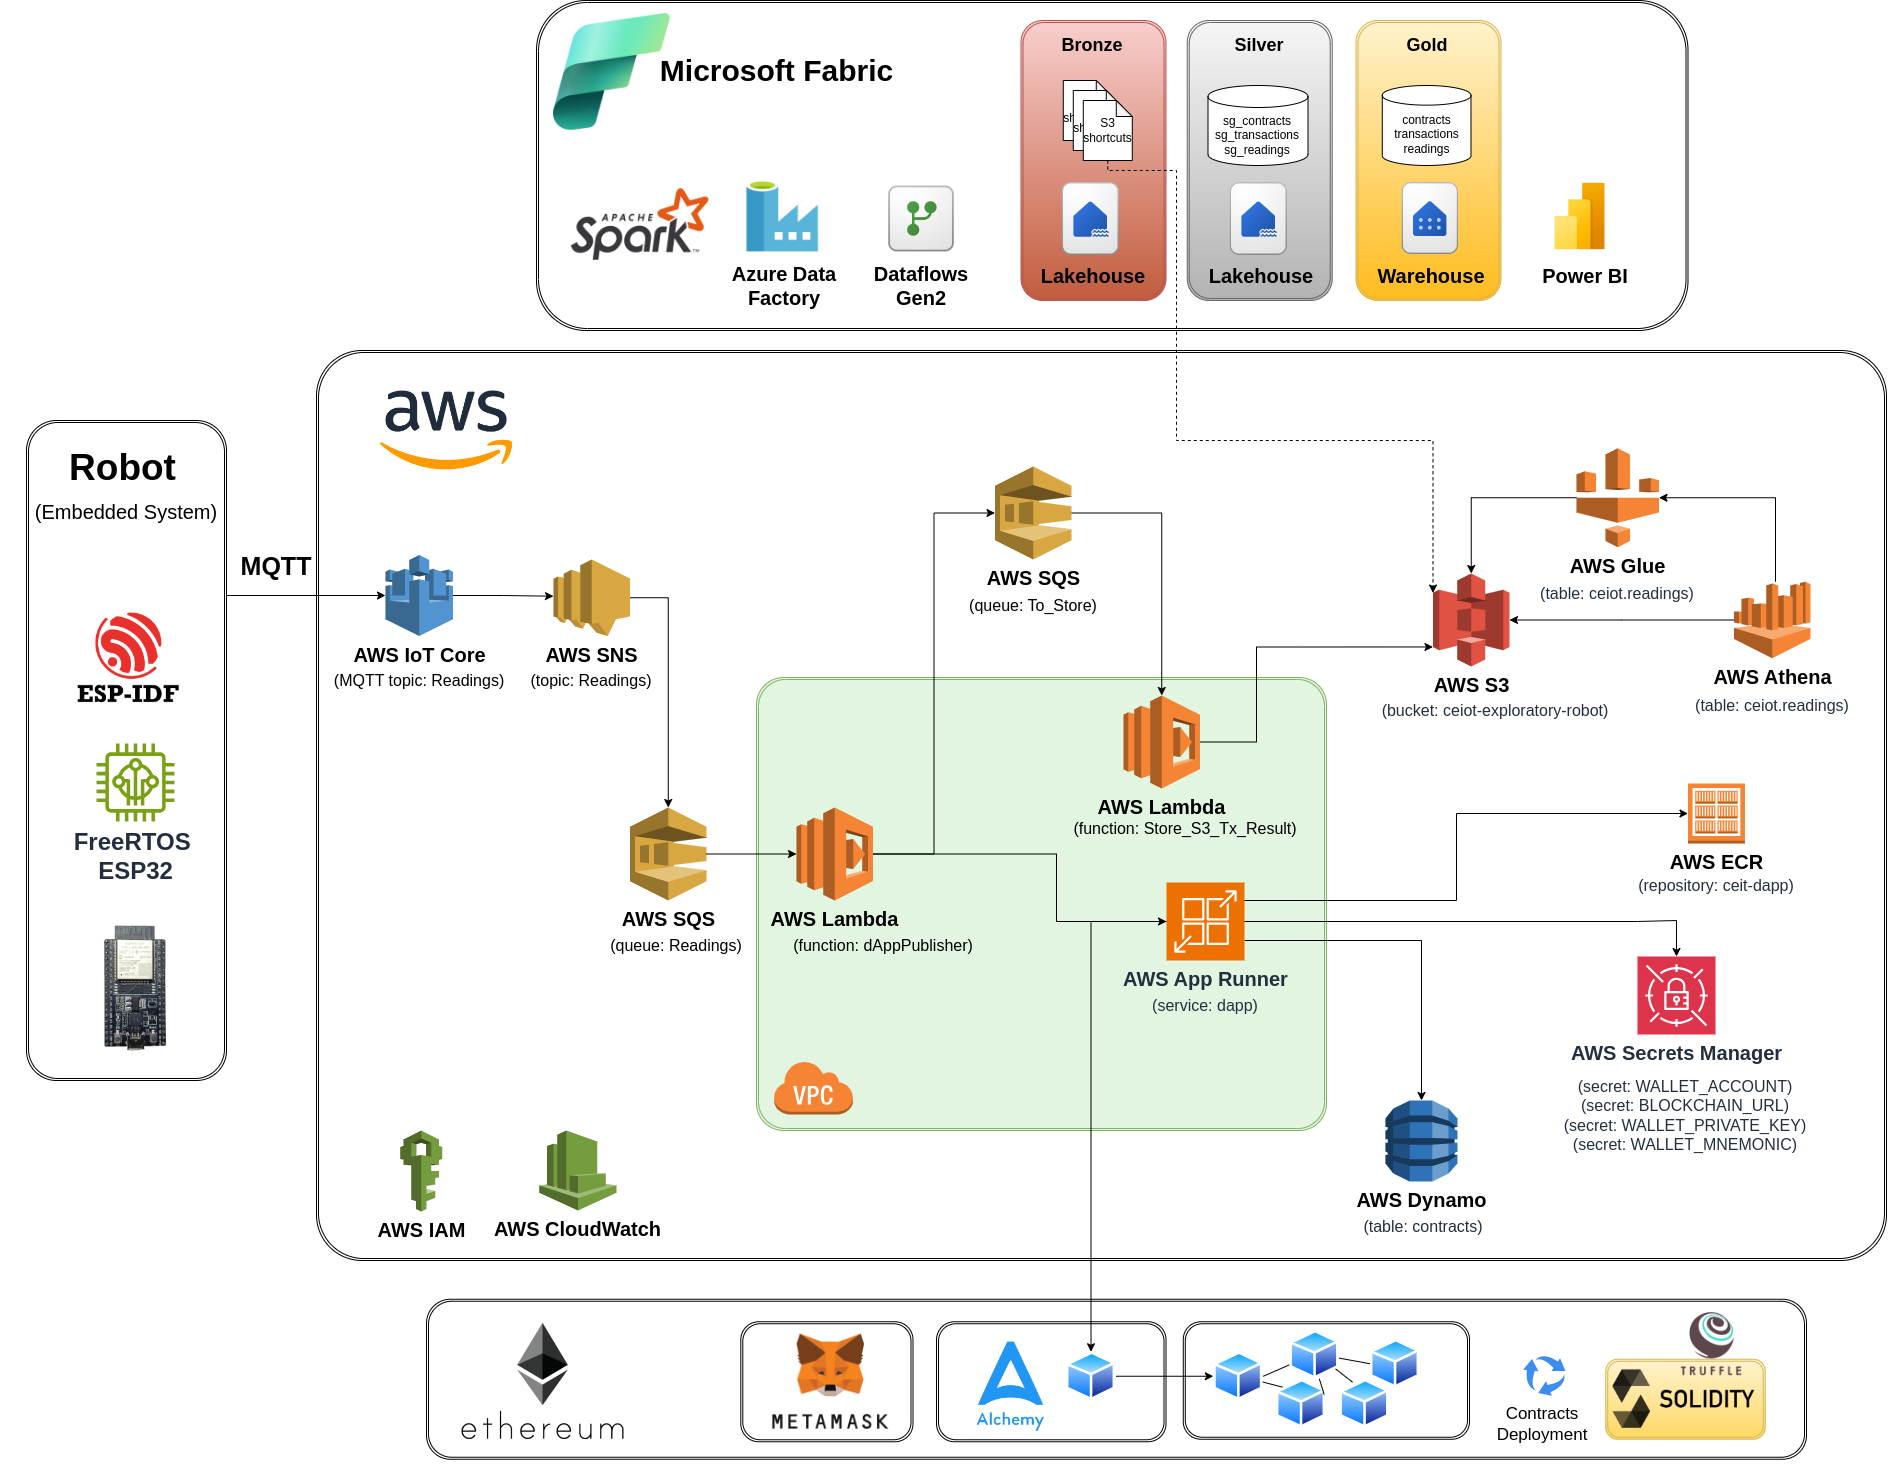 Microsoft Fabric
APACHE
Spark™
Azure Data
Factory
Dataflows
Gen2
Bronze
sh
sh
S3
shortcuts
Lakehouse
Silver
sg_contracts
sg_transactions
sg_readings
Lakehouse
Gold
contracts
transactions
readings
Warehouse
Power BI
Robot
(Embedded System)
ESP-IDF
FreeRTOS
ESP32
MQTT
aws
AWS IoT Core
(MQTT topic: Readings)
AWS SNS
(topic: Readings)
AWS SQS
(queue: To_Store)
AWS SQS
(queue: Readings)
AWS Lambda
(function: dAppPublisher)
AWS Lambda
(function: Store_S3_Tx_Result)
AWS App Runner
(service: dapp)
VPC
AWS Glue
(table: ceiot.readings)
AWS S3
(bucket: ceiot-exploratory-robot)
AWS Athena
(table: ceiot.readings)
AWS ECR
(repository: ceit-dapp)
AWS Secrets Manager
(secret: WALLET_ACCOUNT)
(secret: BLOCKCHAIN_URL)
(secret: WALLET_PRIVATE_KEY)
(secret: WALLET_MNEMONIC)
AWS Dynamo
(table: contracts)
AWS IAM
AWS CloudWatch
ethereum
METAMASK
Alchemy
Contracts
Deployment
TRUFFLE
SOLIDITY